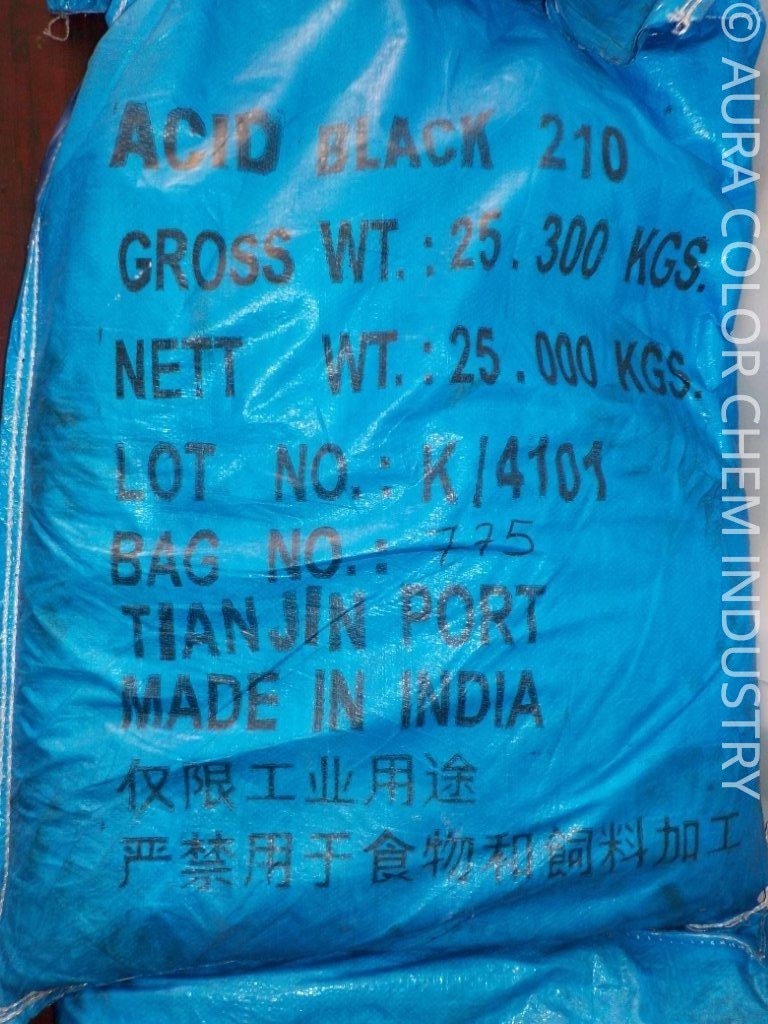 ACID BLACK 210
GROSS WT. : 25.300 KGS.
NETT WT. : 25.000 KGS.
LOT NO. : K/4101
BAG NO. : 775
TIANJIN PORT
MADE IN INDIA
仅限工业用途
严禁用于食物和飼料加工
© AURA COLOR CHEM INDUSTRY